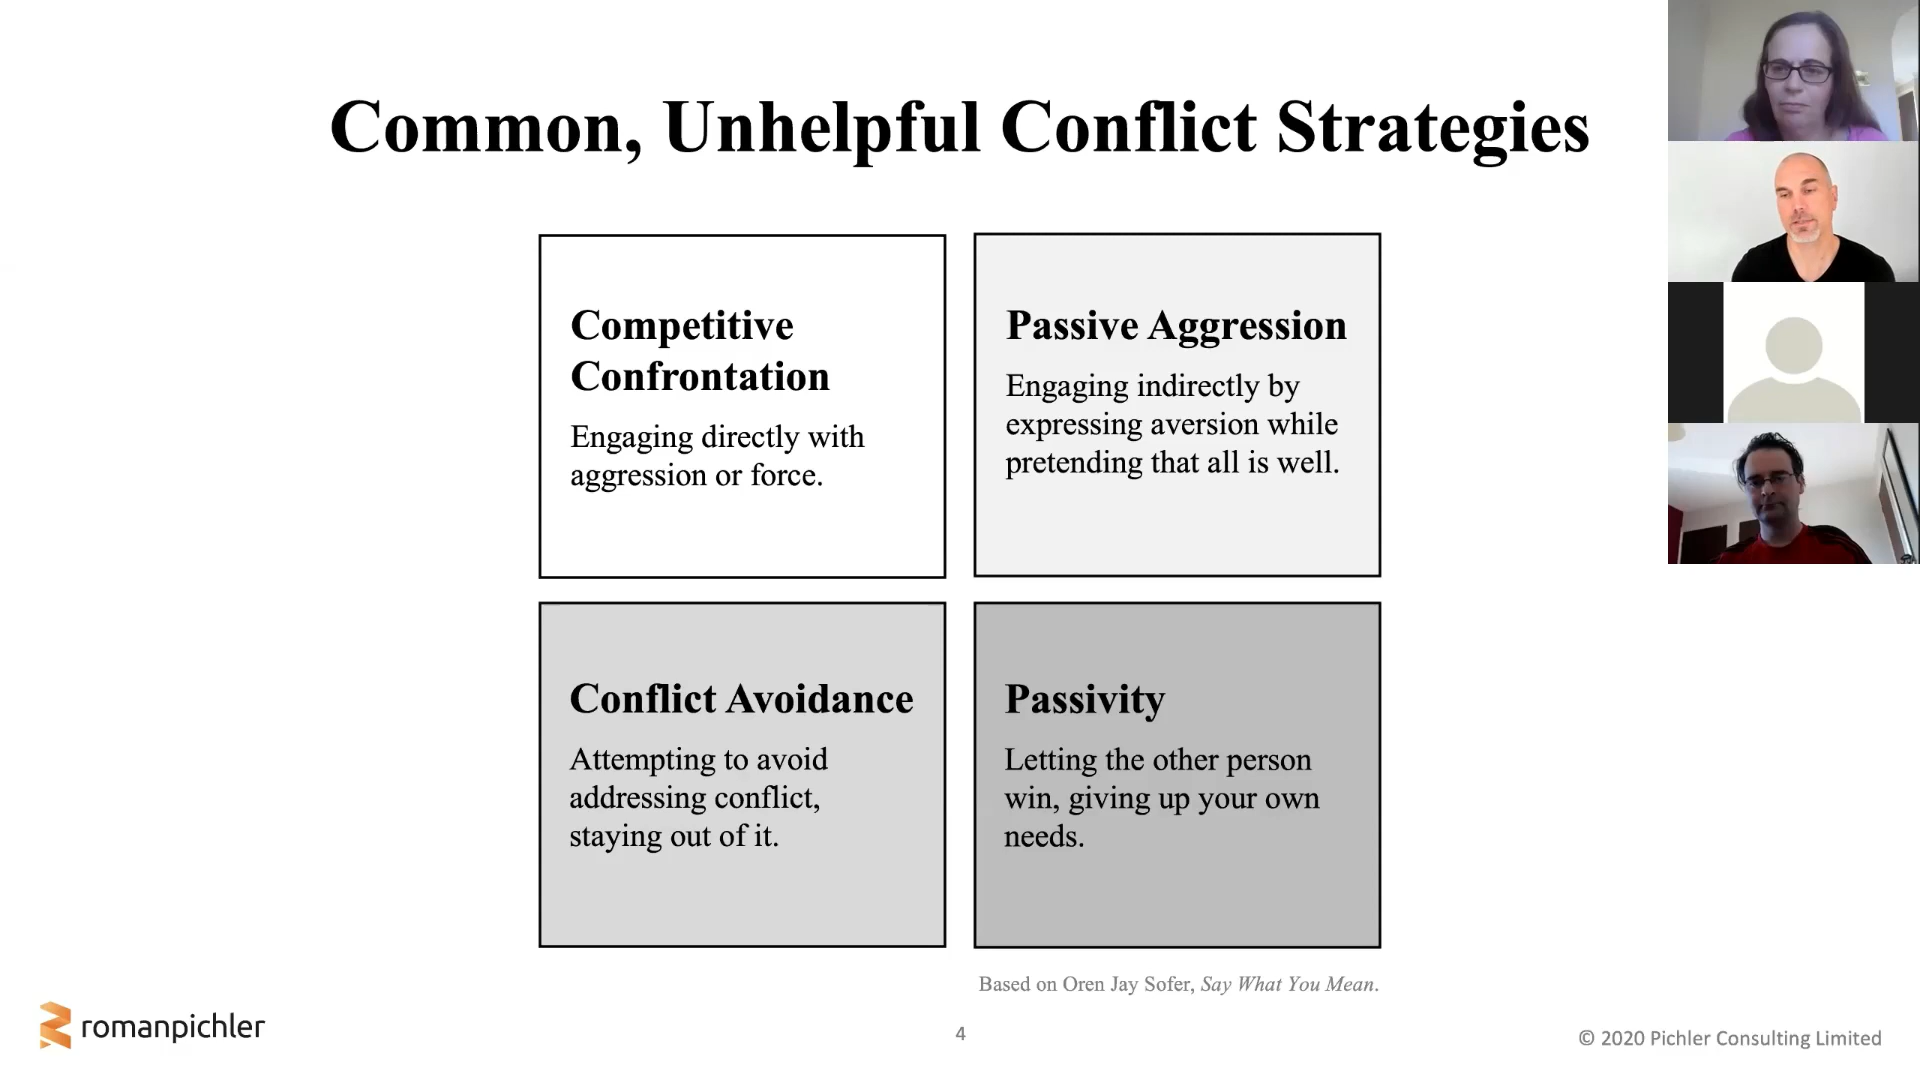 Common, Unhelpful Conflict Strategies
Competitive
Confrontation
Engaging directly with
aggression or force.
Passive Aggression
Engaging indirectly by
expressing aversion while
pretending that all is well.
Conflict Avoidance
Attempting to avoid
addressing conflict,
staying out of it.
Passivity
Letting the other person
win, giving up your own
needs.
Based on Oren Jay Sofer, Say What You Mean.
romanpichler
4
© 2020 Pichler Consulting Limited